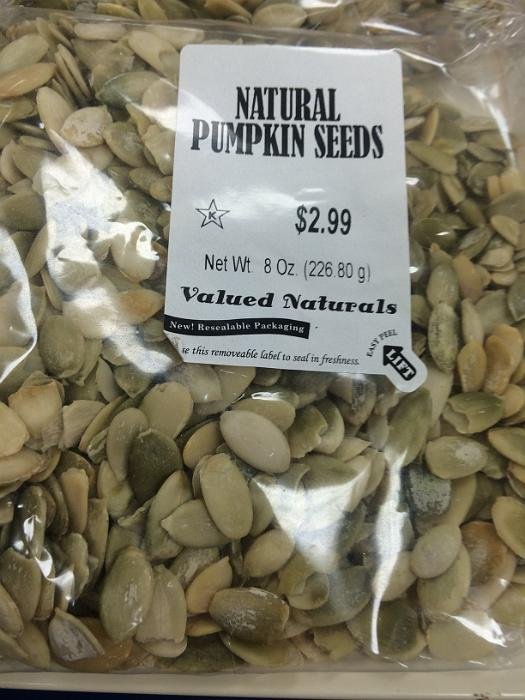 NATURAL
PUMPKIN SEEDS
K
$2.99
Net Wt. 8 Oz. (226.80 g)
Valued Naturals
New! Resealable Packaging
se this removeable label to seal in freshness.
EASY PEEL
LIFT